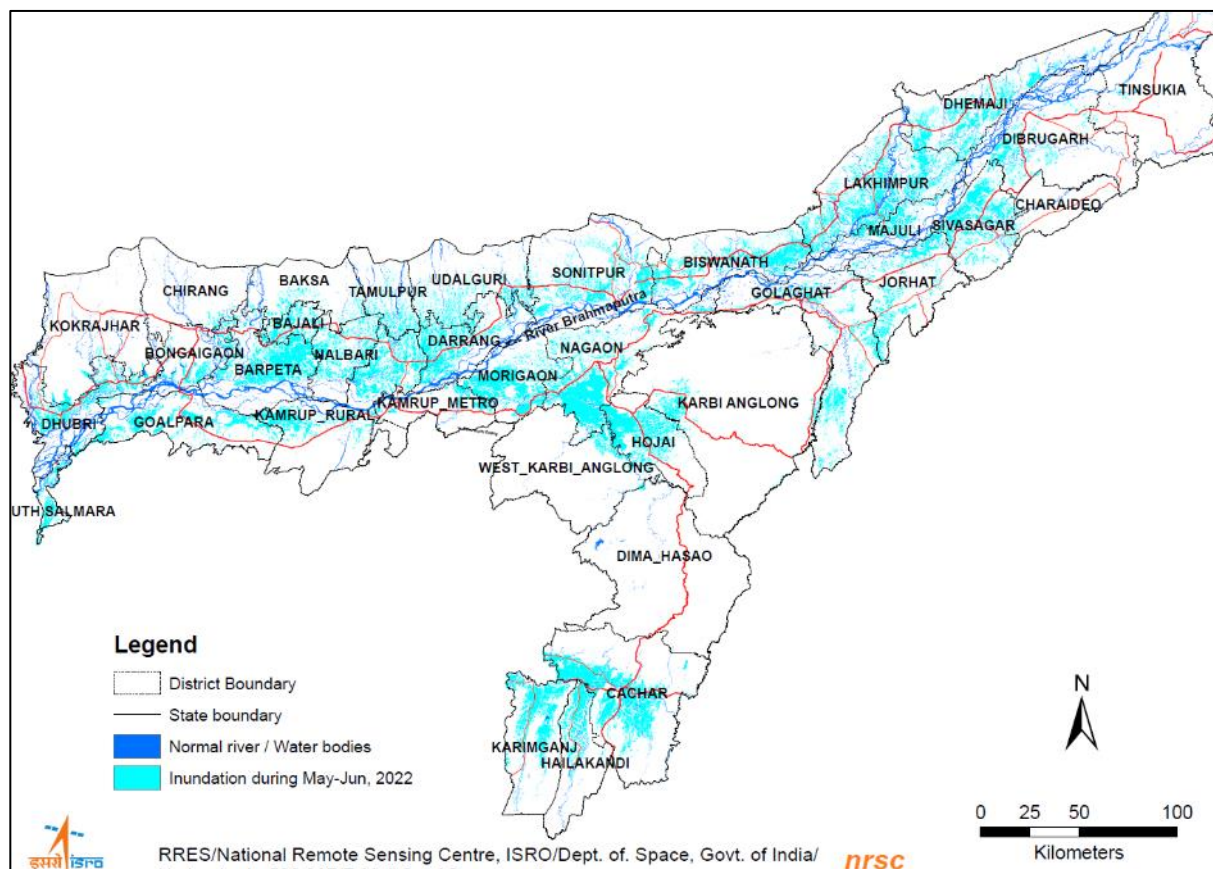 TINSUKIA
DHEMAJI
DIBRUGARH
LAKHIMPUR
CHARAIDEO
MAJULI
SIVASAGAR
BISWANATH
SONITPUR
UDALGURI
BAKSA
TAMULPUR
CHIRANG
JORHAT
GOLAGHAT
River Brahmaputra
KOKRAJHAR
BAJALI
DARRANG
NAGAON
BONGAIGAON
NALBARI
BARPETA
MORIGAON
KAMRUP_METRO
KARBI ANGLONG
KAMRUP_RURAL
DHUBRI
GOALPARA
HOJAI
WEST_KARBI_ANGLONG
UTH SALMARA
DIMA_HASAO
CACHAR
KARIMGANJ
HAILAKANDI
Legend
District Boundary
State boundary
Normal river / Water bodies
Inundation during May-Jun, 2022
N
0 25 50 100
Kilometers
इसरो isro
RRES/National Remote Sensing Centre, ISRO/Dept. of. Space, Govt. of India/
nrsc